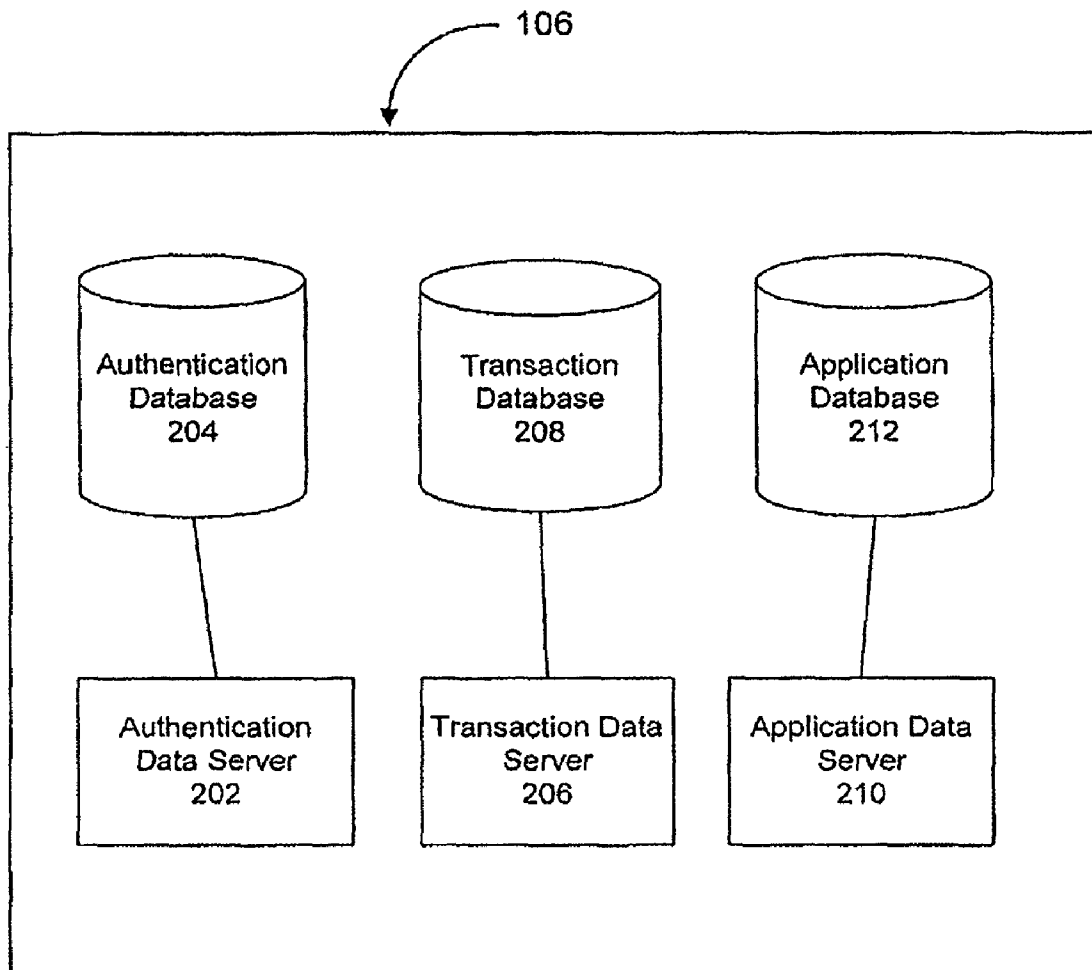 106
Authentication
Database
204
Transaction
Database
208
Application
Database
212
Authentication
Data Server
202
Transaction Data
Server
206
Application Data
Server
210